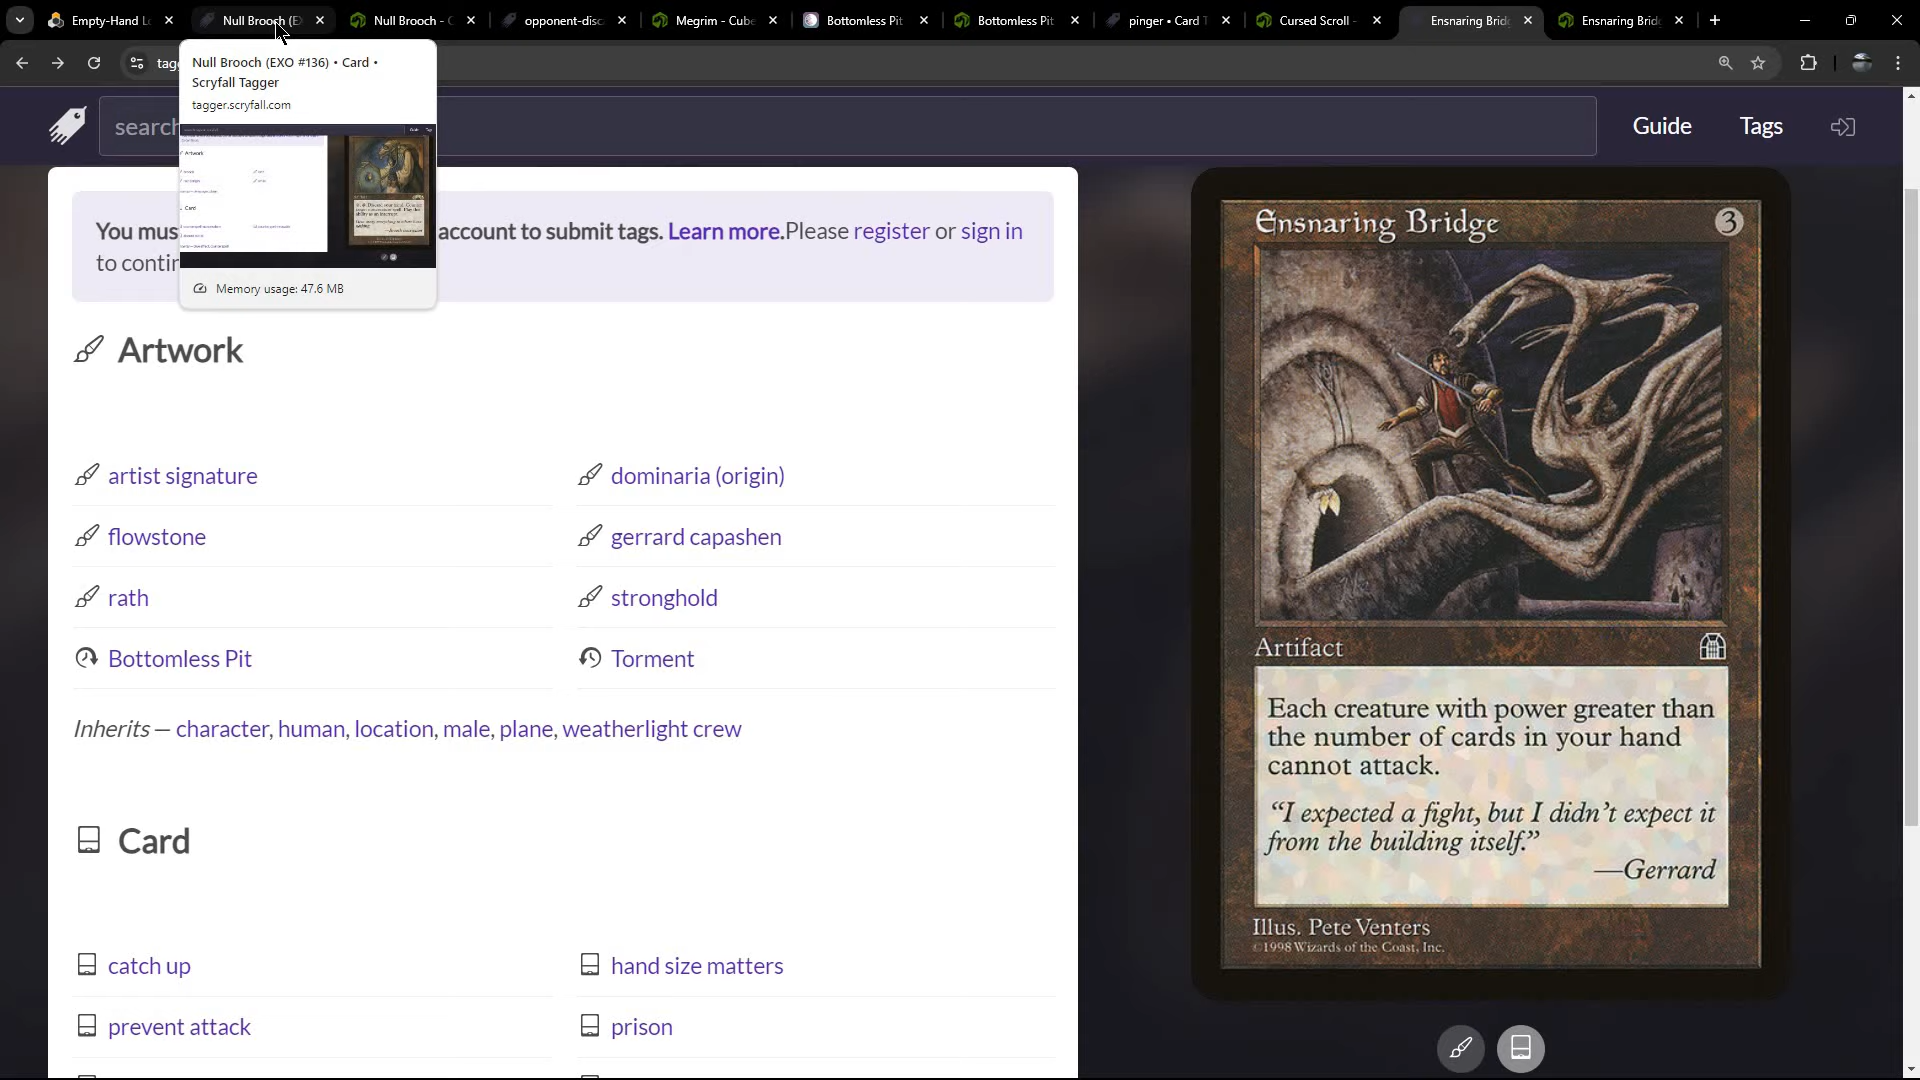 Empty-Hand L
Null Brooch (E
Null Brooch - C
opponent-disc
Megrim - Cube
Bottomless Pit
Bottomless Pit
pinger • Card T
Cursed Scroll -
Ensnaring Brid
Ensnaring Brid
tagg
Null Brooch (EXO #136) • Card •
Scryfall Tagger
tagger.scryfall.com
Memory usage: 47.6 MB
search
Guide
Tags
You mus
account to submit tags. Learn more.Please register or sign in
to contin
Artwork
artist signature
dominaria (origin)
flowstone
gerrard capashen
rath
stronghold
Bottomless Pit
Torment
Inherits — character, human, location, male, plane, weatherlight crew
Card
catch up
hand size matters
prevent attack
prison
Ensnaring Bridge
3
Artifact
Each creature with power greater than
the number of cards in your hand
cannot attack.
“I expected a fight, but I didn’t expect it
from the building itself.”
—Gerrard
Illus. Pete Venters
©1998 Wizards of the Coast, Inc.